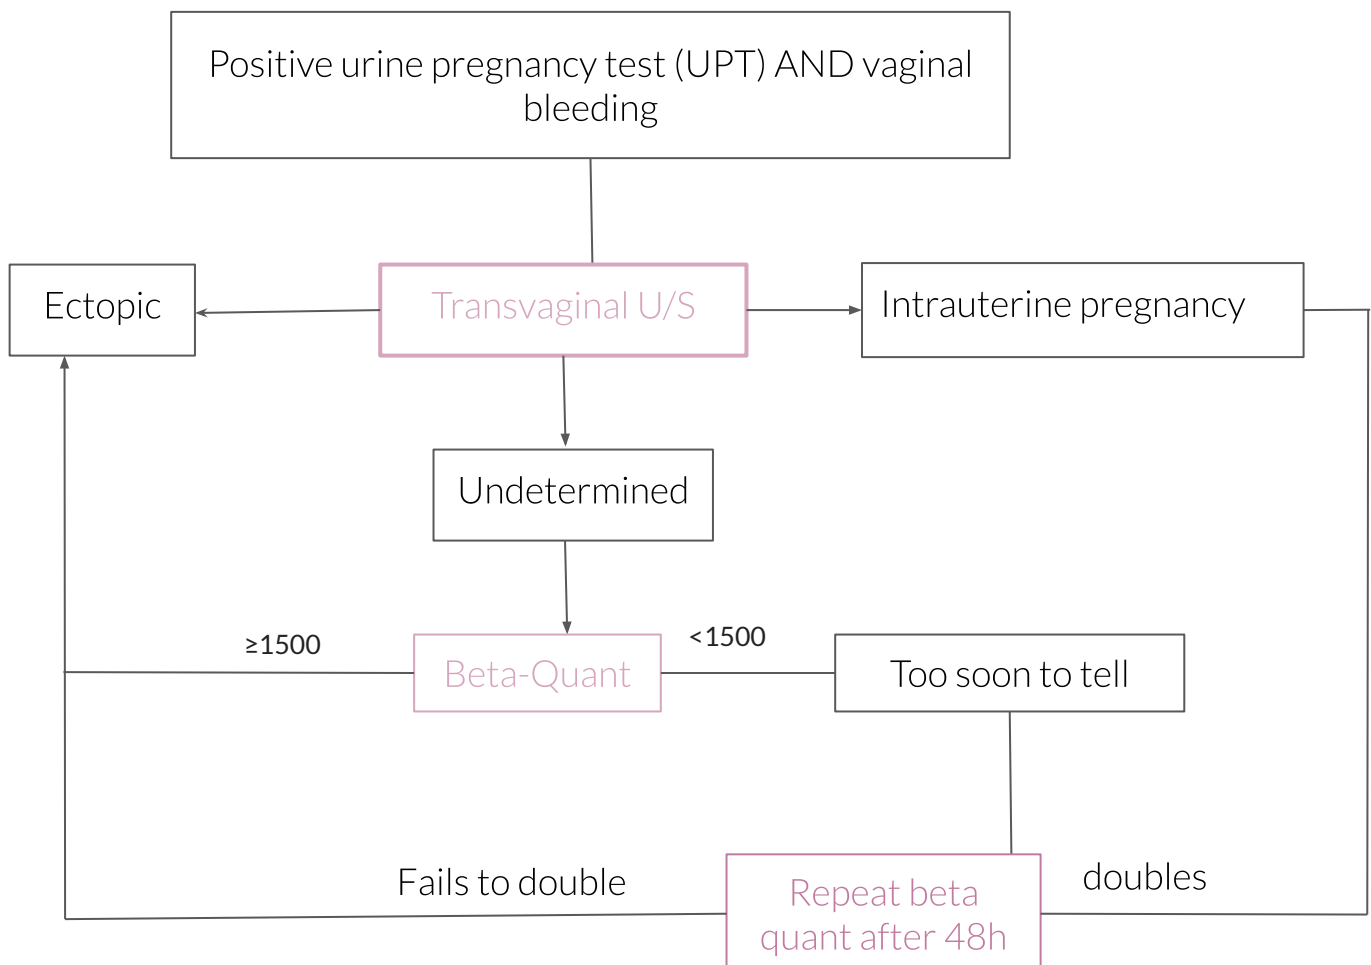 Positive urine pregnancy test (UPT) AND vaginal
bleeding
Ectopic
Transvaginal U/S
Intrauterine pregnancy
Undetermined
≥1500
Beta-Quant
<1500
Too soon to tell
Fails to double
Repeat beta
quant after 48h
doubles